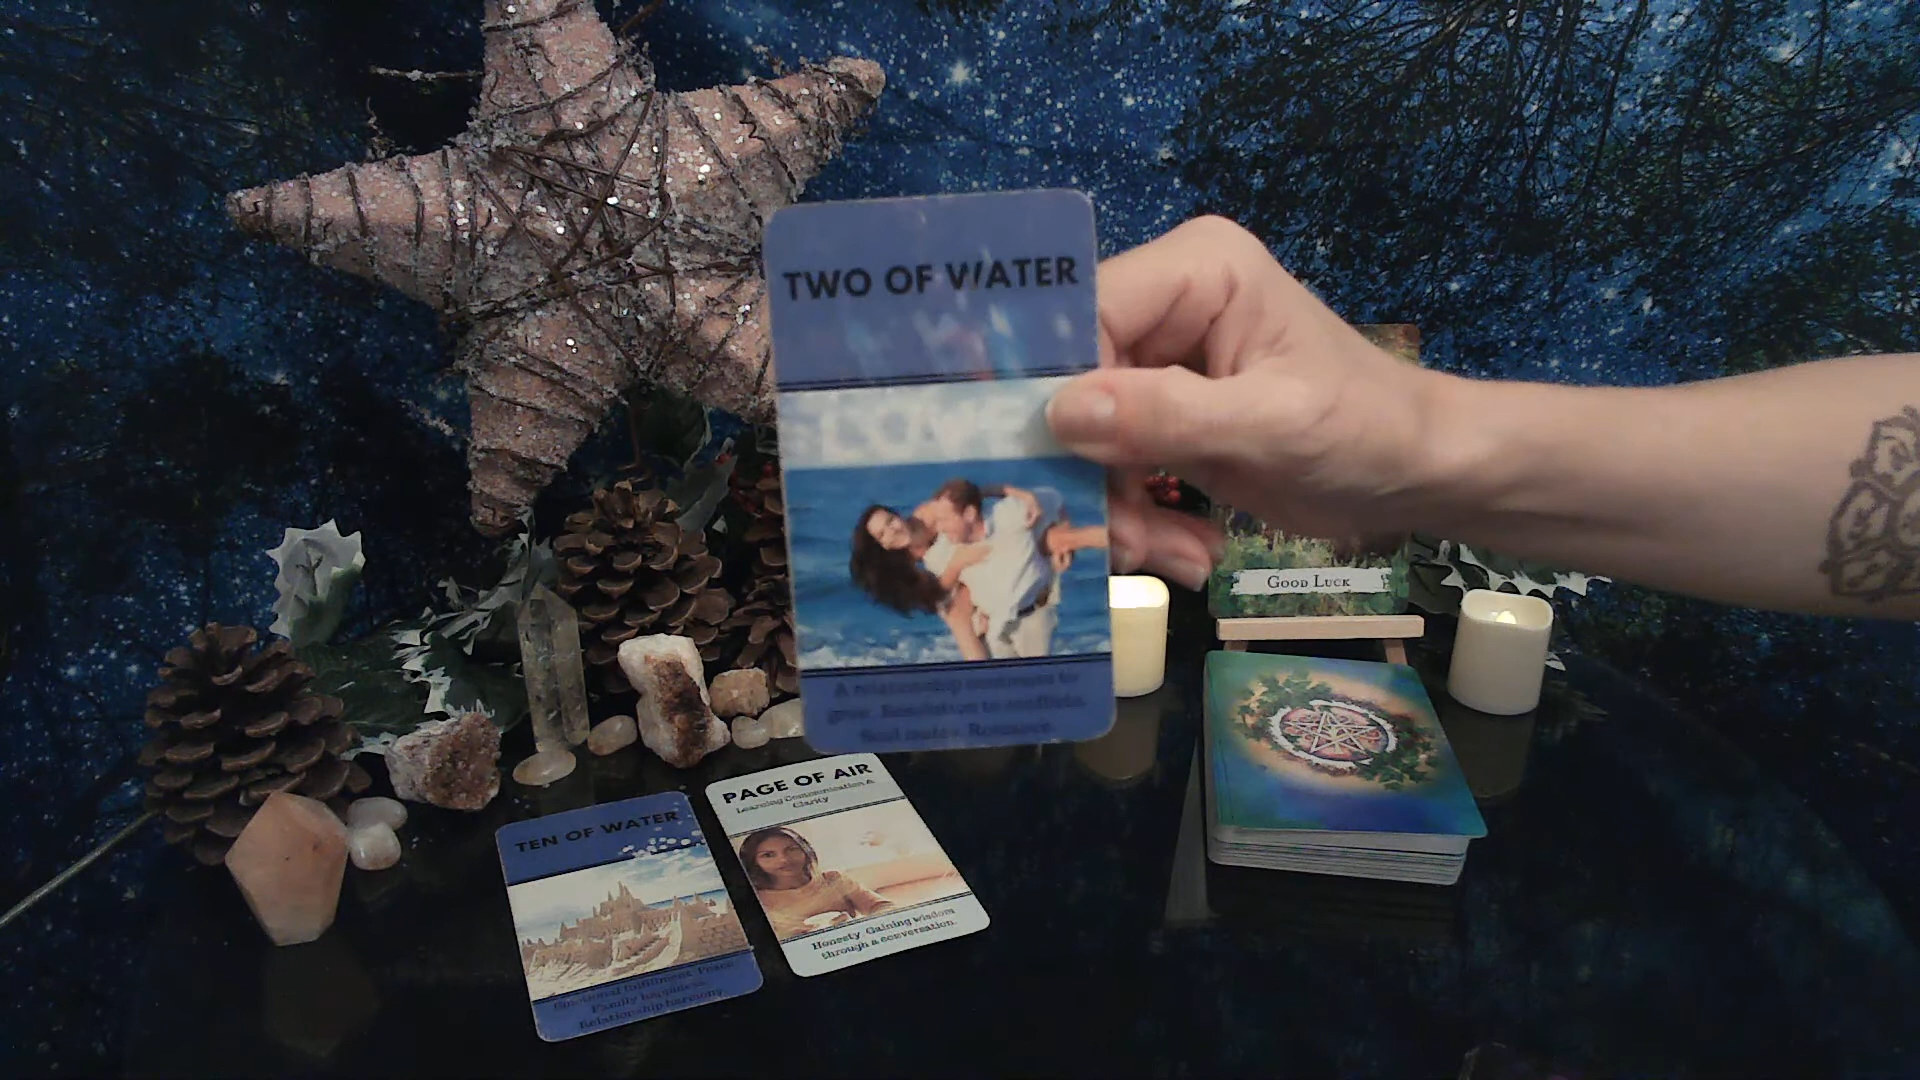 TWO OF WATER
LOVE
A relationship continues to
grow. Resolution to conflicts.
Soul mates. Romance.
GOOD LUCK
PAGE OF AIR
Learning Communication &
Clarity
Honesty. Gaining wisdom
through a conversation.
TEN OF WATER
Emotional fulfillment. Peace.
Family happiness.
Relationship harmony.